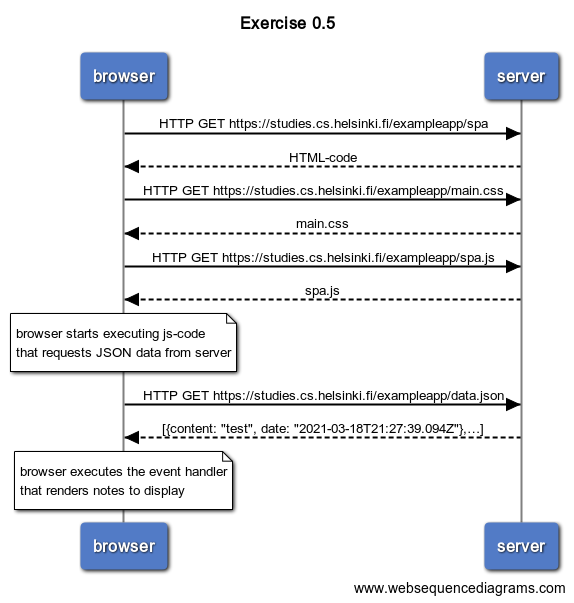 Exercise 0.5
browser
server
HTTP GET https://studies.cs.helsinki.fi/exampleapp/spa
HTML-code
HTTP GET https://studies.cs.helsinki.fi/exampleapp/main.css
main.css
HTTP GET https://studies.cs.helsinki.fi/exampleapp/spa.js
spa.js
browser starts executing js-code
that requests JSON data from server
HTTP GET https://studies.cs.helsinki.fi/exampleapp/data.json
[{content: "test", date: "2021-03-18T21:27:39.094Z"},...]
browser executes the event handler
that renders notes to display
browser
server
www.websequencediagrams.com